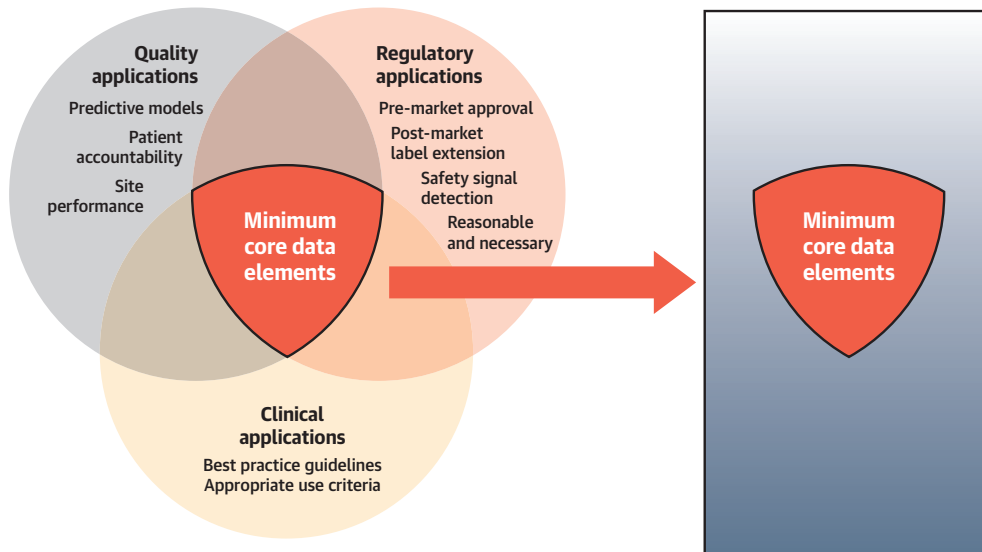 Quality
applications
Predictive models
Patient
accountability
Site
performance
Regulatory
applications
Pre-market approval
Post-market
label extension
Safety signal
detection
Reasonable
and necessary
Minimum
core data
elements
Clinical
applications
Best practice guidelines
Appropriate use criteria
Minimum
core data
elements